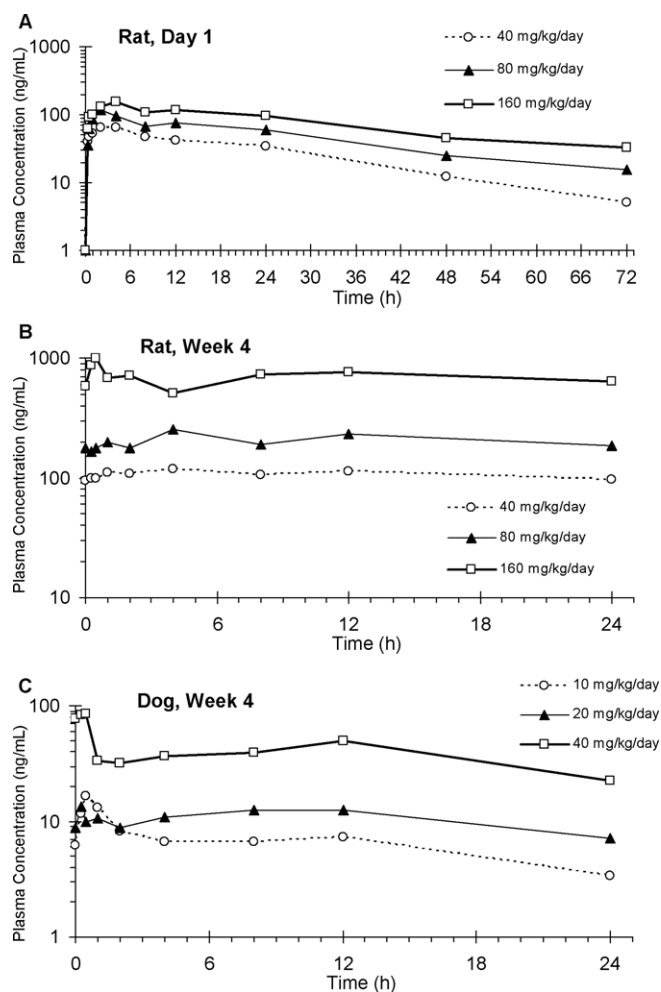 A
Rat, Day 1
40 mg/kg/day
80 mg/kg/day
160 mg/kg/day
Plasma Concentration (ng/mL)
1000
100
10
1
0 6 12 18 24 30 36 42 48 54 60 66 72
Time (h)
B
Rat, Week 4
Plasma Concentration (ng/mL)
1000
100
10
40 mg/kg/day
80 mg/kg/day
160 mg/kg/day
0 6 12 18 24
Time (h)
C
Dog, Week 4
10 mg/kg/day
20 mg/kg/day
40 mg/kg/day
Plasma Concentration (ng/mL)
100
10
1
0 6 12 18 24
Time (h)